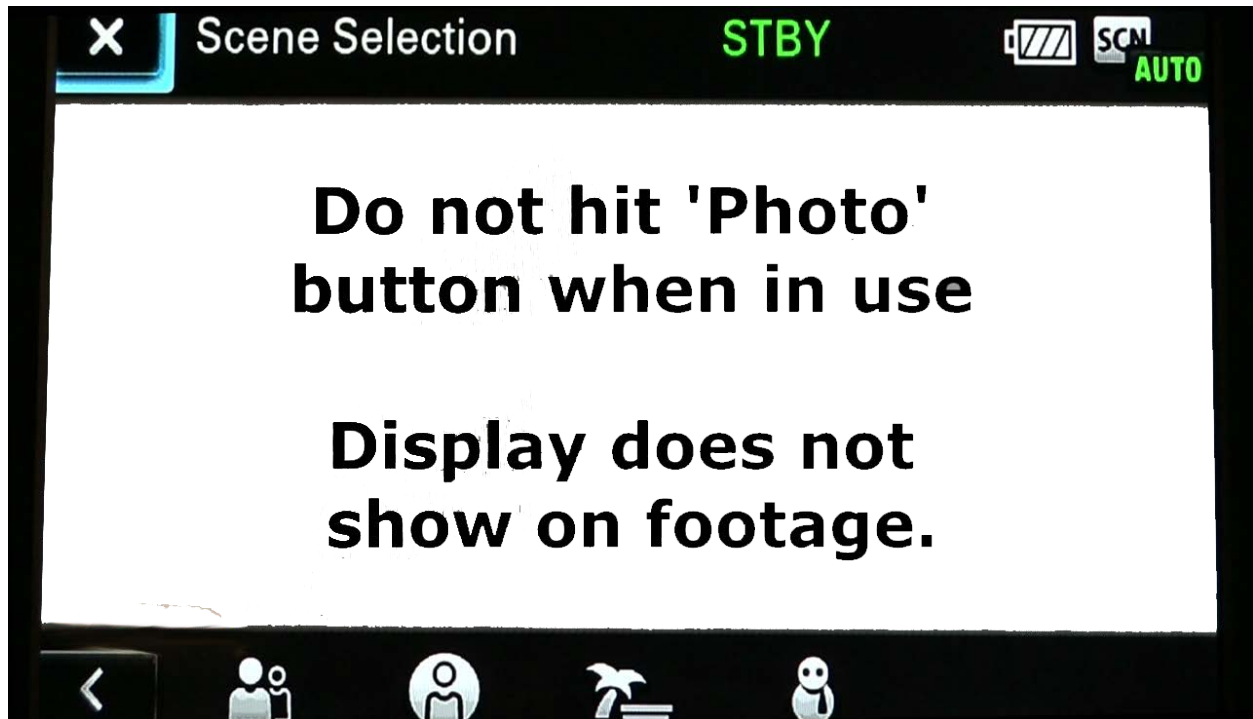 Scene Selection
STBY
SCN
AUTO
Do not hit 'Photo'
button when in use
Display does not
show on footage.